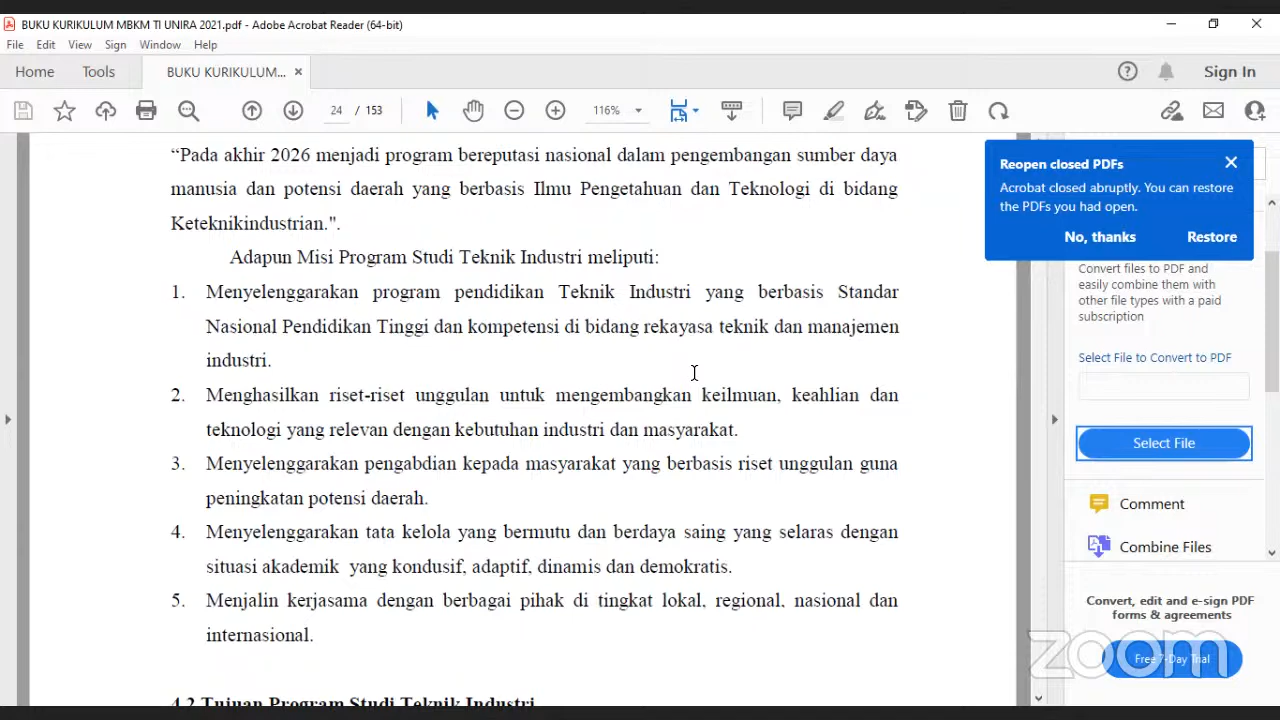 BUKU KURIKULUM MBKM TI UNIRA 2021.pdf - Adobe Acrobat Reader (64-bit)
File Edit View Sign Window Help
Home Tools BUKU KURIKULUM... × Sign In
24 / 153 116%
“Pada akhir 2026 menjadi program bereputasi nasional dalam pengembangan sumber daya
manusia dan potensi daerah yang berbasis Ilmu Pengetahuan dan Teknologi di bidang
Keteknikindustrian.".
Adapun Misi Program Studi Teknik Industri meliputi:
1. Menyelenggarakan program pendidikan Teknik Industri yang berbasis Standar
Nasional Pendidikan Tinggi dan kompetensi di bidang rekayasa teknik dan manajemen
industri.
2. Menghasilkan riset-riset unggulan untuk mengembangkan keilmuan, keahlian dan
teknologi yang relevan dengan kebutuhan industri dan masyarakat.
3. Menyelenggarakan pengabdian kepada masyarakat yang berbasis riset unggulan guna
peningkatan potensi daerah.
4. Menyelenggarakan tata kelola yang bermutu dan berdaya saing yang selaras dengan
situasi akademik yang kondusif, adaptif, dinamis dan demokratis.
5. Menjalin kerjasama dengan berbagai pihak di tingkat lokal, regional, nasional dan
internasional.
4.2 Tujuan Program Studi Teknik Industri
Reopen closed PDFs
Acrobat closed abruptly. You can restore
the PDFs you had open.
No, thanks Restore
Convert files to PDF and
easily combine them with
other file types with a paid
subscription
Select File to Convert to PDF
Select File
Comment
Combine Files
Convert, edit and e-sign PDF
forms & agreements
Free 7-Day Trial
zoom